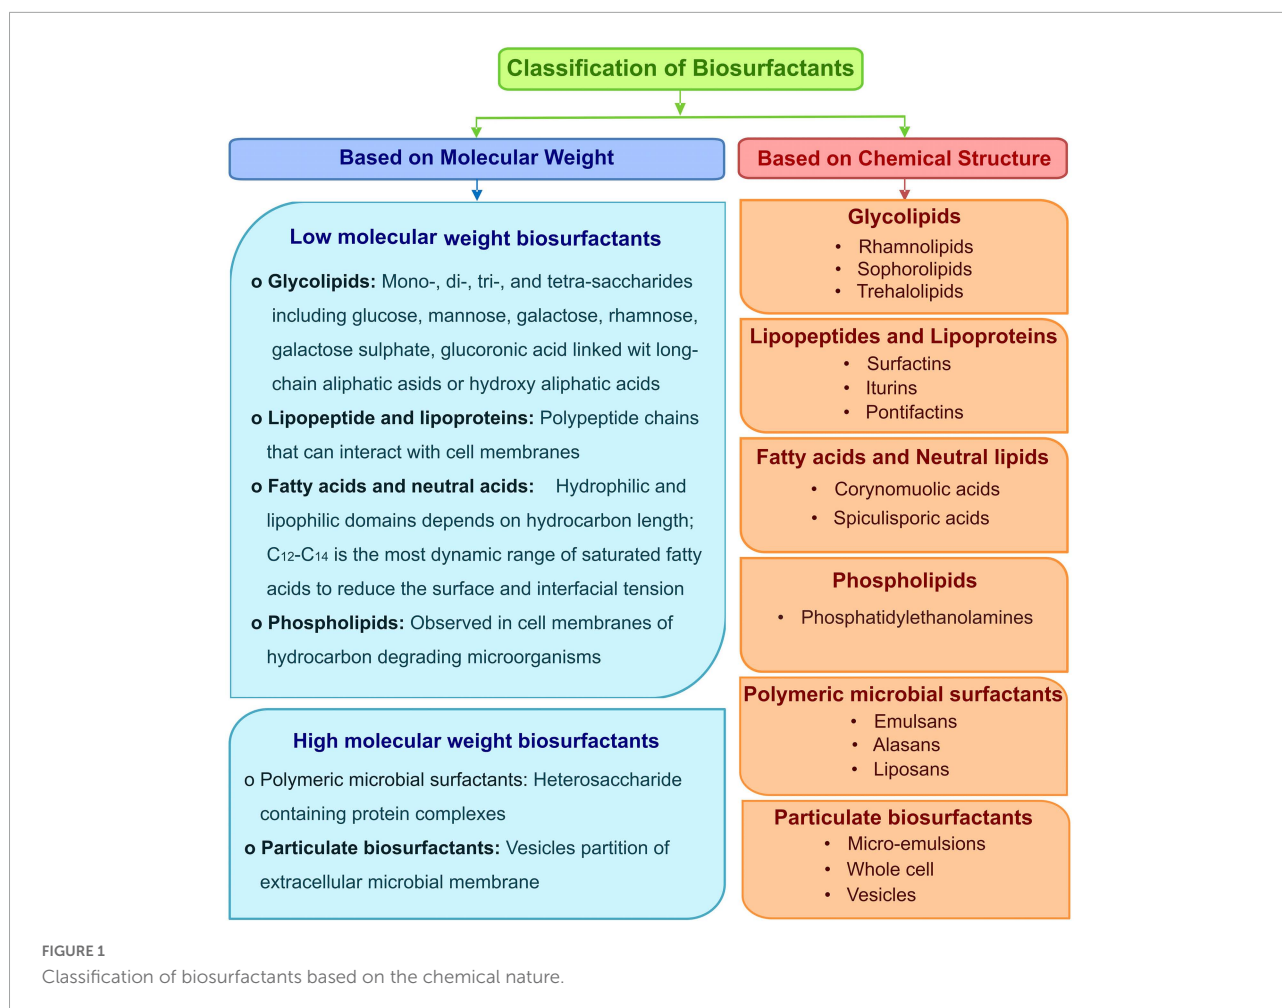 Classification of Biosurfactants
Based on Molecular Weight
Low molecular weight biosurfactants
o Glycolipids: Mono-, di-, tri-, and tetra-saccharides
including glucose, mannose, galactose, rhamnose,
galactose sulphate, glucoronic acid linked wit long-
chain aliphatic asids or hydroxy aliphatic acids
o Lipopeptide and lipoproteins: Polypeptide chains
that can interact with cell membranes
o Fatty acids and neutral acids: Hydrophilic and
lipophilic domains depends on hydrocarbon length;
C₁₂-C₁₄ is the most dynamic range of saturated fatty
acids to reduce the surface and interfacial tension
o Phospholipids: Observed in cell membranes of
hydrocarbon degrading microorganisms
High molecular weight biosurfactants
o Polymeric microbial surfactants: Heterosaccharide
containing protein complexes
o Particulate biosurfactants: Vesicles partition of
extracellular microbial membrane
Based on Chemical Structure
Glycolipids
• Rhamnolipids
• Sophorolipids
• Trehalolipids
Lipopeptides and Lipoproteins
• Surfactins
• Iturins
• Pontifactins
Fatty acids and Neutral lipids
• Corynomuolic acids
• Spiculisporic acids
Phospholipids
• Phosphatidylethanolamines
Polymeric microbial surfactants
• Emulsans
• Alasans
• Liposans
Particulate biosurfactants
• Micro-emulsions
• Whole cell
• Vesicles
FIGURE 1
Classification of biosurfactants based on the chemical nature.